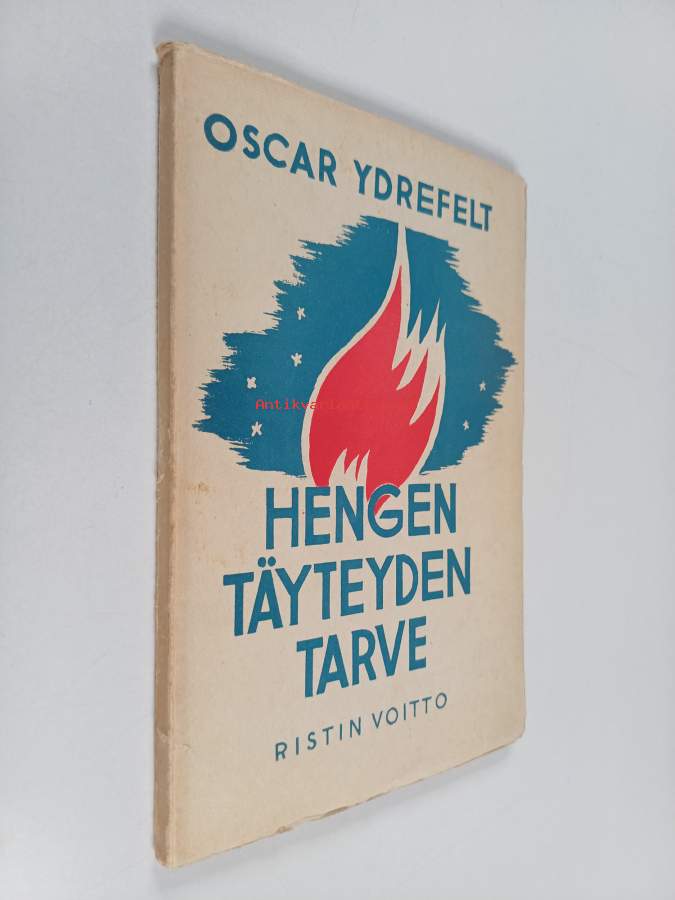 OSCAR YDREFELT
HENGEN
TÄYTEYDEN
TARVE
RISTIN VOITTO